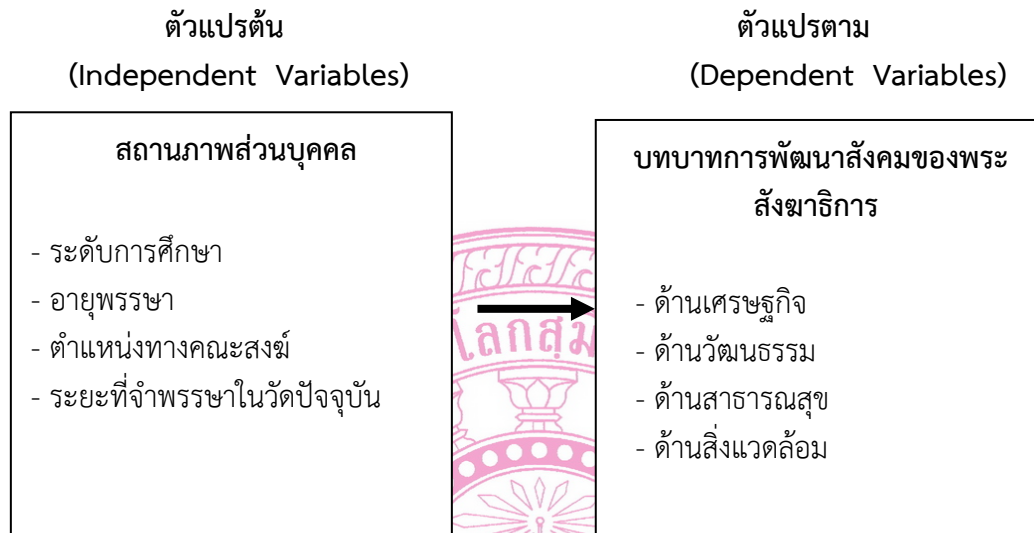 ตัวแปรต้น
(Independent Variables)
สถานภาพส่วนบุคคล
- ระดับการศึกษา
- อายุพรรษา
- ตำแหน่งทางคณะสงฆ์
- ระยะที่จำพรรษาในวัดปัจจุบัน
ตัวแปรตาม
(Dependent Variables)
บทบาทการพัฒนาสังคมของพระ
สังฆาธิการ
- ด้านเศรษฐกิจ
- ด้านวัฒนธรรม
- ด้านสาธารณสุข
- ด้านสิ่งแวดล้อม